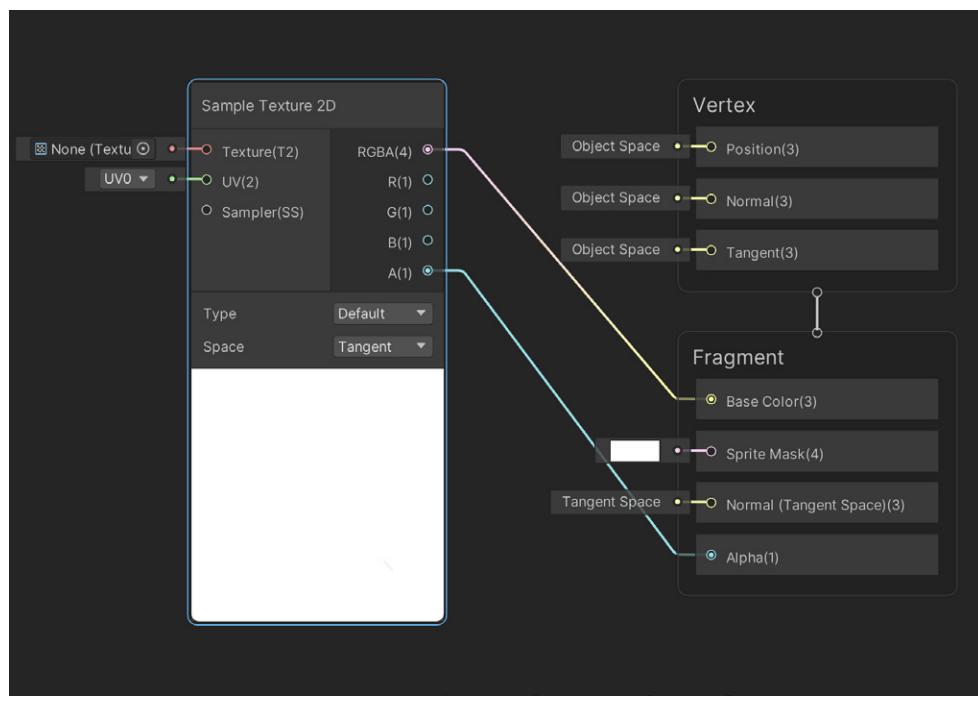 Sample Texture 2D
None (Textu
Texture(T2)
RGBA(4)
UV0
UV(2)
R(1)
Sampler(SS)
G(1)
B(1)
A(1)
Type
Default
Space
Tangent
Vertex
Object Space
Position(3)
Object Space
Normal(3)
Object Space
Tangent(3)
Fragment
Base Color(3)
Sprite Mask(4)
Tangent Space
Normal (Tangent Space)(3)
Alpha(1)